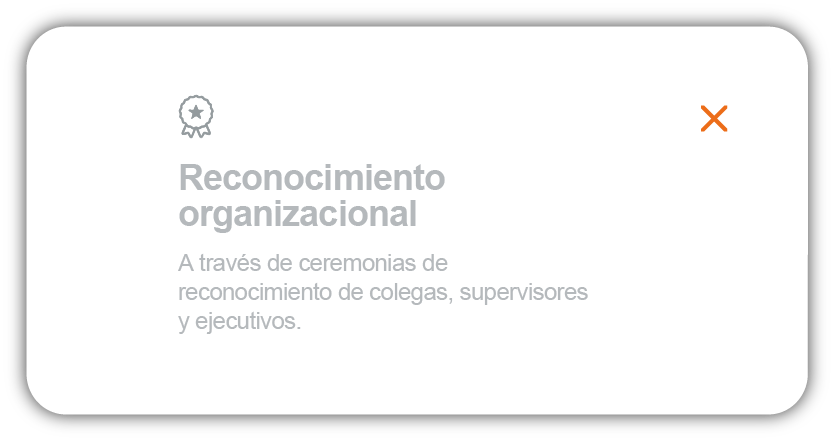 Reconocimiento
organizacional
A través de ceremonias de
reconocimiento de colegas, supervisores
y ejecutivos.